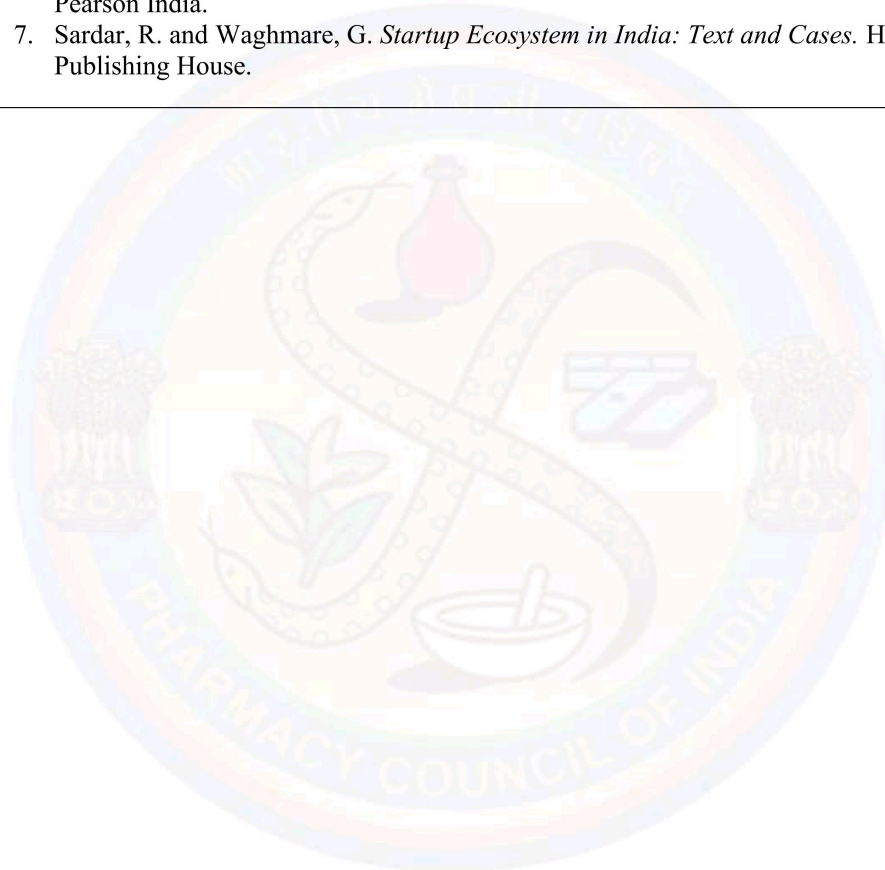 Pearson India.
7. Sardar, R. and Waghmare, G. Startup Ecosystem in India: Text and Cases. H
Publishing House.
PHARMACY COUNCIL OF INDIA